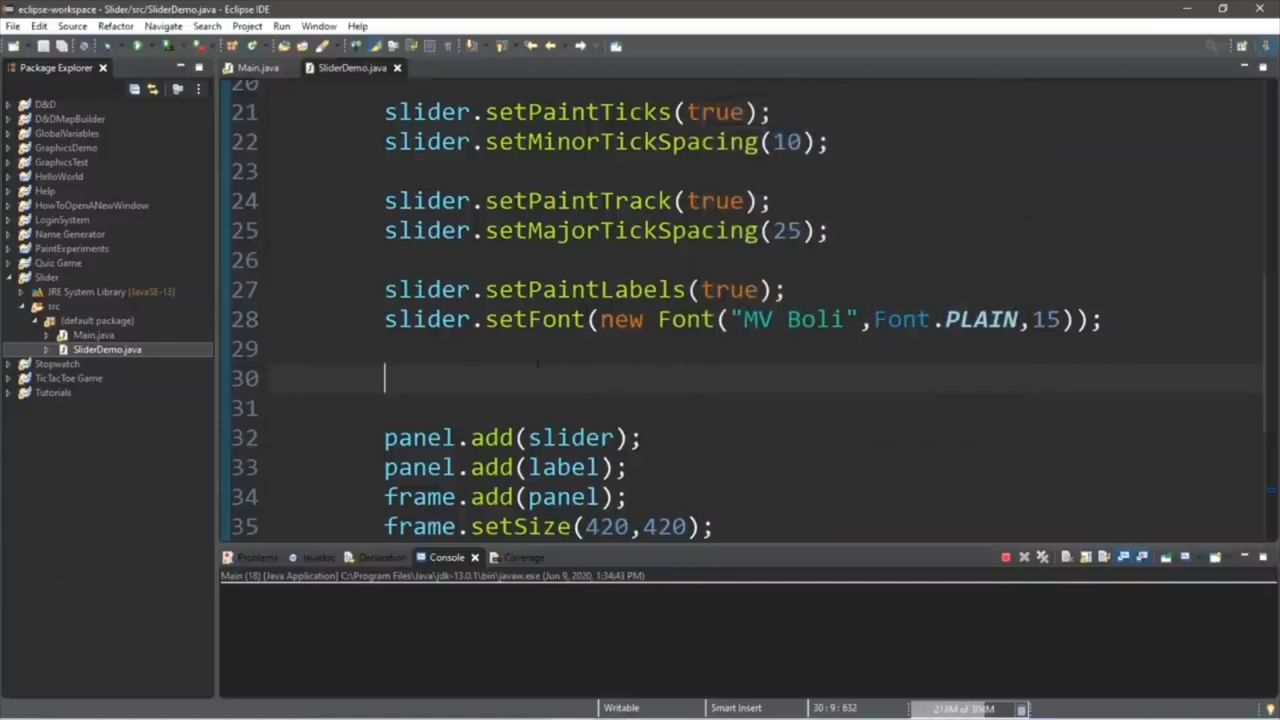 eclipse-workspace - Slider/src/SliderDemo.java - Eclipse IDE
File Edit Source Refactor Navigate Search Project Run Window Help
Package Explorer
Main.java SliderDemo.java
D&D
D&DMapBuilder
GlobalVariables
GraphicsDemo
GraphicsTest
HelloWorld
Help
HowToOpenANewWindow
LoginSystem
Name Generator
PaintExperiments
Quiz Game
Slider
JRE System Library [JavaSE-13]
src
(default package)
Main.java
SliderDemo.java
Stopwatch
TicTacToe Game
Tutorials
20
21 slider.setPaintTicks(true);
22 slider.setMinorTickSpacing(10);
23
24 slider.setPaintTrack(true);
25 slider.setMajorTickSpacing(25);
26
27 slider.setPaintLabels(true);
28 slider.setFont(new Font("MV Boli",Font.PLAIN,15));
29
30
31
32 panel.add(slider);
33 panel.add(label);
34 frame.add(panel);
35 frame.setSize(420,420);
Problems Javadoc Declaration Console Coverage
Main (18) [Java Application] C:\Program Files\Java\jdk-13.0.1\bin\javaw.exe (Jun 9, 2020, 1:34:43 PM)
Writable Smart Insert 30 : 9 : 632